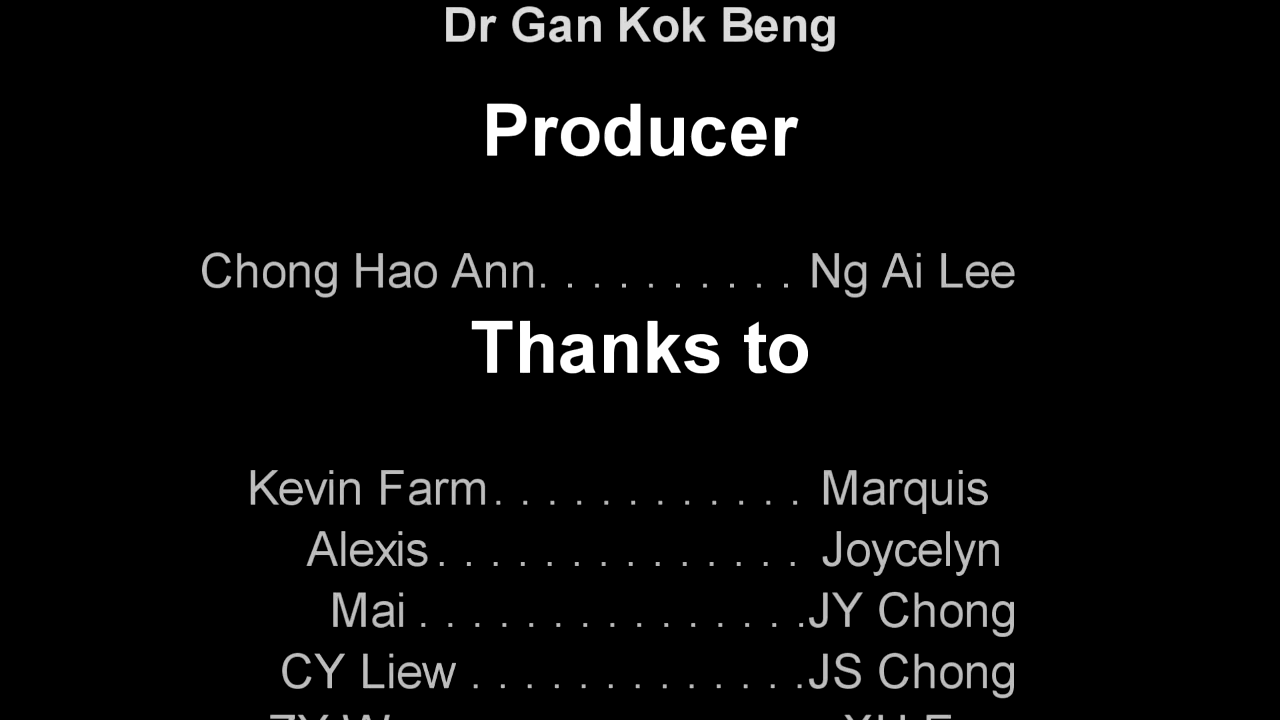 Dr Gan Kok Beng
Producer
Chong Hao Ann. . . . . . . . . . Ng Ai Lee
Thanks to
Kevin Farm. . . . . . . . . . . . Marquis
Alexis . . . . . . . . . . . . . . Joycelyn
Mai . . . . . . . . . . . . . . .JY Chong
CY Liew . . . . . . . . . . . . .JS Chong